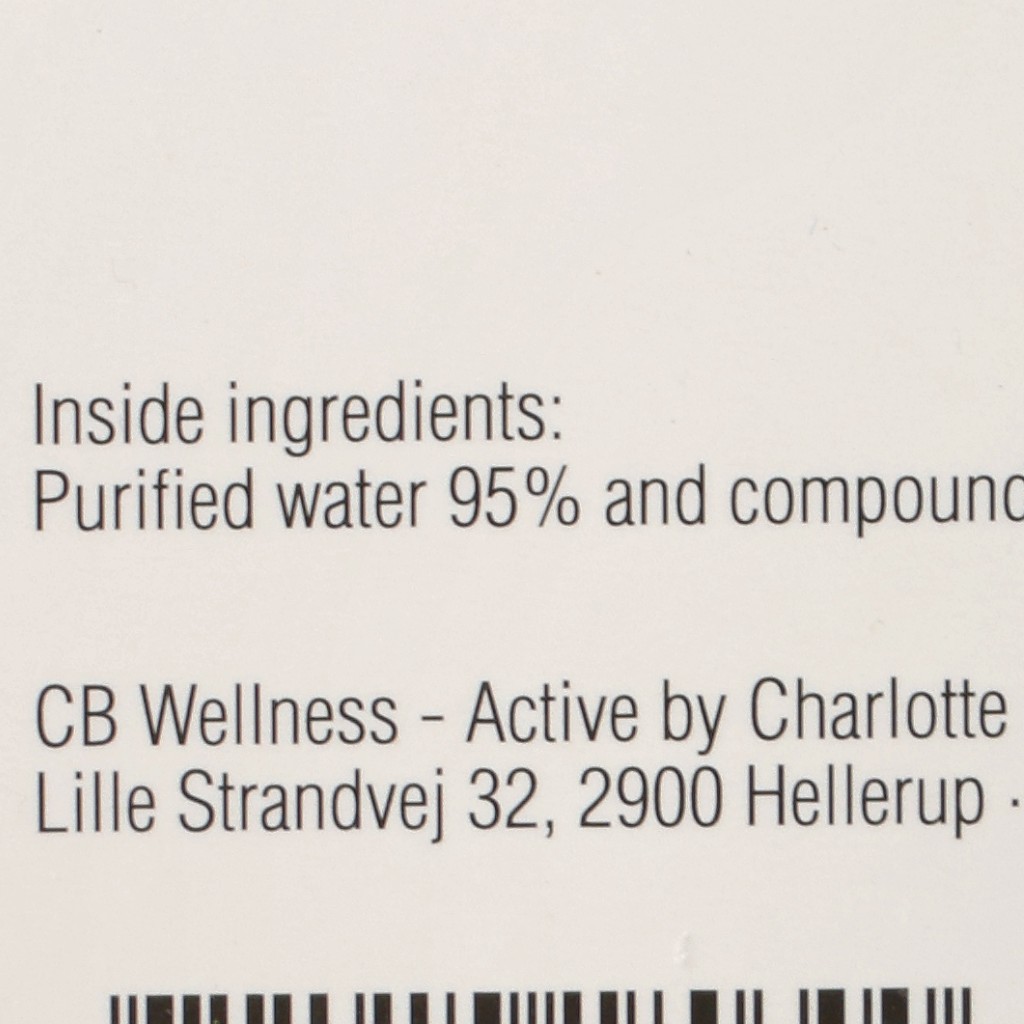 Inside ingredients:
Purified water 95% and compound
CB Wellness - Active by Charlotte
Lille Strandvej 32, 2900 Hellerup ·